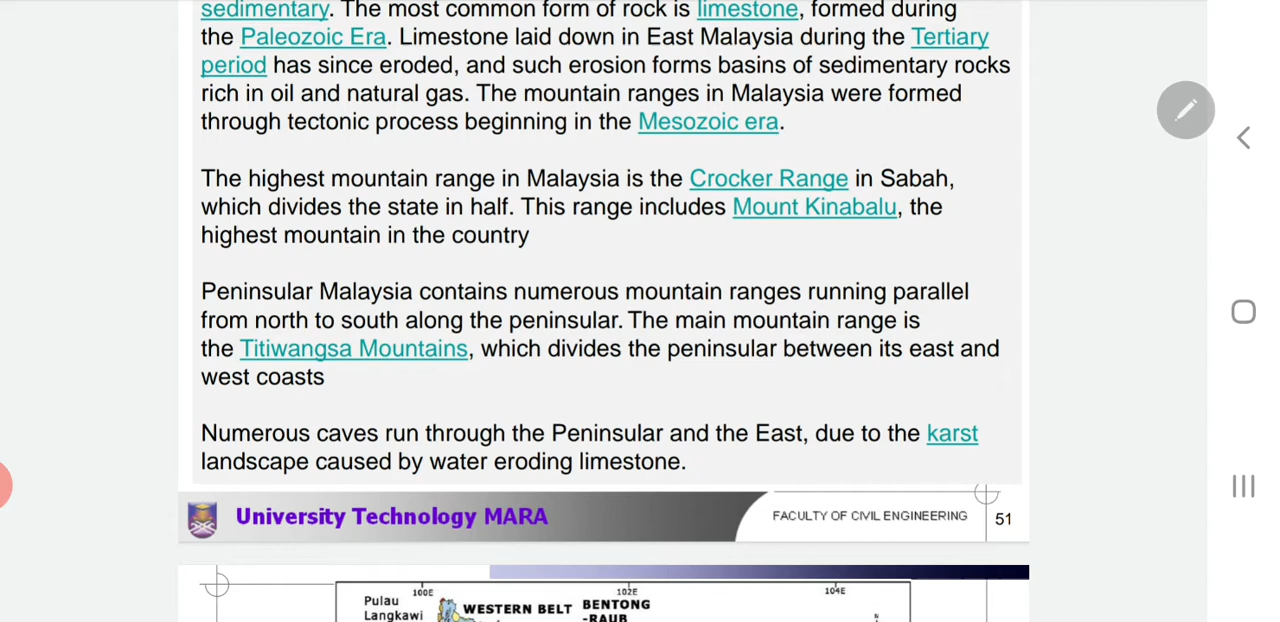 sedimentary. The most common form of rock is limestone, formed during
the Paleozoic Era. Limestone laid down in East Malaysia during the Tertiary
period has since eroded, and such erosion forms basins of sedimentary rocks
rich in oil and natural gas. The mountain ranges in Malaysia were formed
through tectonic process beginning in the Mesozoic era.
The highest mountain range in Malaysia is the Crocker Range in Sabah,
which divides the state in half. This range includes Mount Kinabalu, the
highest mountain in the country
Peninsular Malaysia contains numerous mountain ranges running parallel
from north to south along the peninsular. The main mountain range is
the Titiwangsa Mountains, which divides the peninsular between its east and
west coasts
Numerous caves run through the Peninsular and the East, due to the karst
landscape caused by water eroding limestone.
University Technology MARA
FACULTY OF CIVIL ENGINEERING
51
100E
102E
104E
Pulau
Langkawi
WESTERN BELT
BENTONG
-RAUB
N